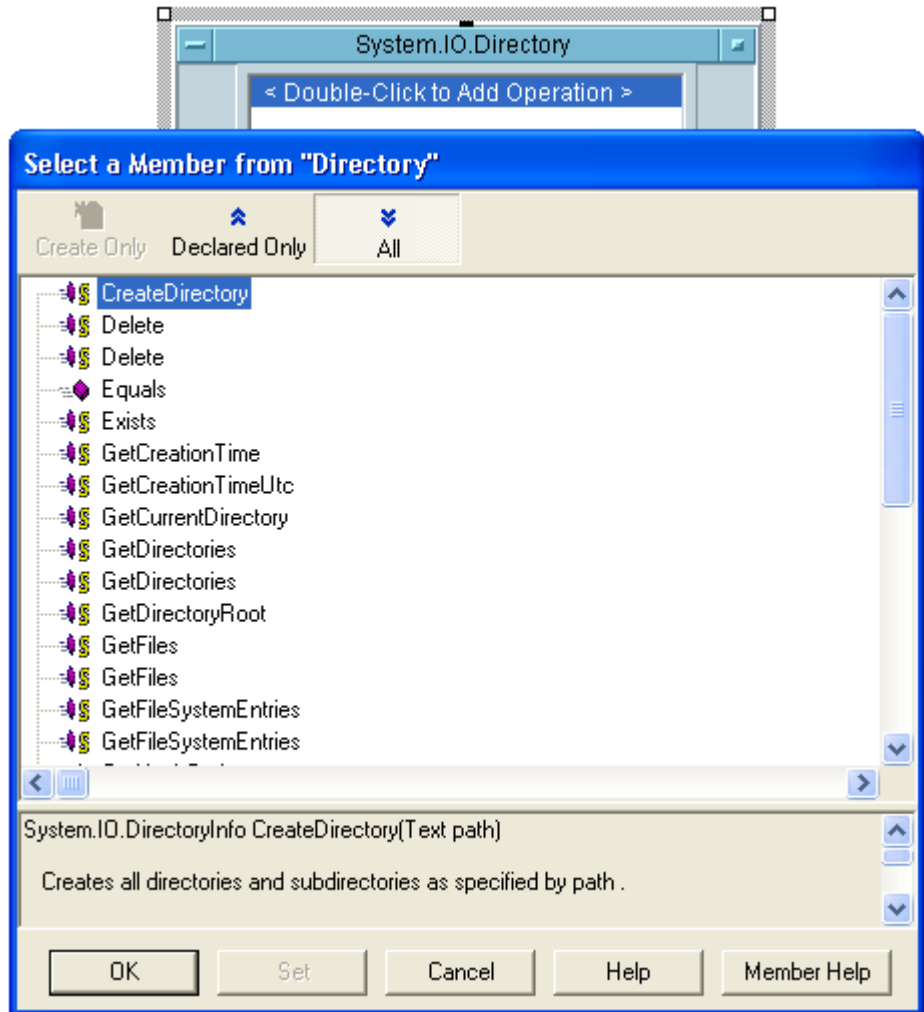 System.IO.Directory
< Double-Click to Add Operation >
Select a Member from "Directory"
Create Only Declared Only All
CreateDirectory
Delete
Delete
Equals
Exists
GetCreationTime
GetCreationTimeUtc
GetCurrentDirectory
GetDirectories
GetDirectories
GetDirectoryRoot
GetFiles
GetFiles
GetFileSystemEntries
GetFileSystemEntries
System.IO.DirectoryInfo CreateDirectory(Text path)
Creates all directories and subdirectories as specified by path .
OK Set Cancel Help Member Help